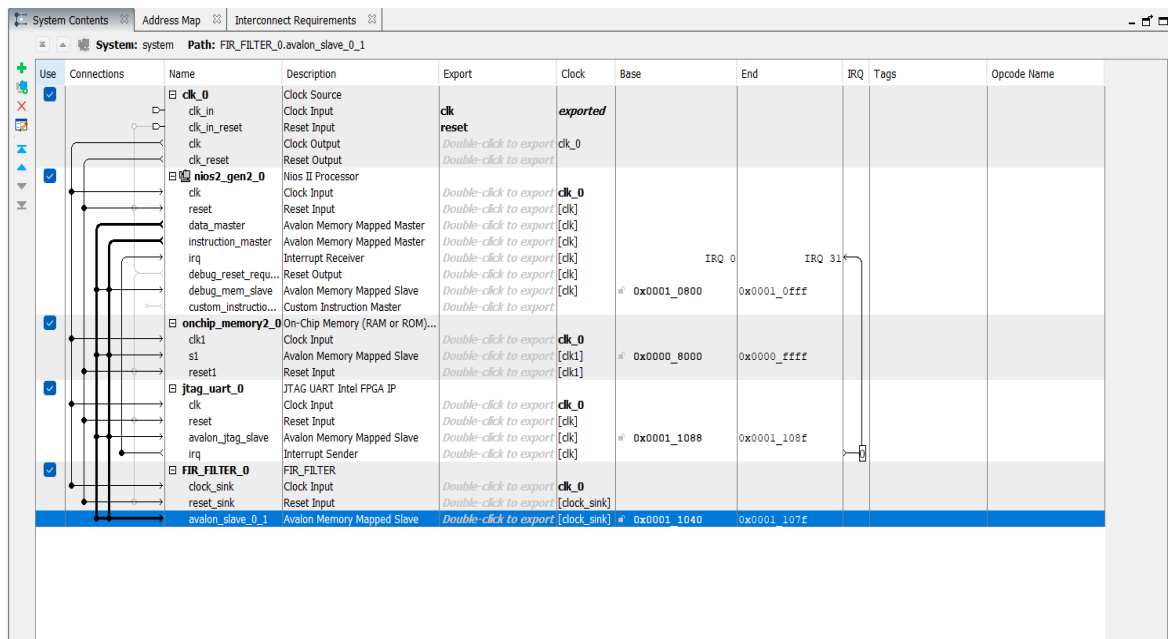 System Contents Address Map Interconnect Requirements
System: system Path: FIR_FILTER_0.avalon_slave_0_1
Use Connections Name Description Export Clock Base End IRQ Tags Opcode Name
clk_0 Clock Source
clk_in Clock Input clk exported
clk_in_reset Reset Input reset
clk Clock Output Double-click to export clk_0
clk_reset Reset Output Double-click to export
nios2_gen2_0 Nios II Processor
clk Clock Input Double-click to export clk_0
reset Reset Input Double-click to export [clk]
data_master Avalon Memory Mapped Master Double-click to export [clk]
instruction_master Avalon Memory Mapped Master Double-click to export [clk]
irq Interrupt Receiver Double-click to export [clk] IRQ 0 IRQ 31
debug_reset_requ... Reset Output Double-click to export [clk]
debug_mem_slave Avalon Memory Mapped Slave Double-click to export [clk] 0x0001_0800 0x0001_0fff
custom_instructio... Custom Instruction Master Double-click to export
onchip_memory2_0 On-Chip Memory (RAM or ROM)...
clk1 Clock Input Double-click to export clk_0
s1 Avalon Memory Mapped Slave Double-click to export [clk1] 0x0000_8000 0x0000_ffff
reset1 Reset Input Double-click to export [clk1]
jtag_uart_0 JTAG UART Intel FPGA IP
clk Clock Input Double-click to export clk_0
reset Reset Input Double-click to export [clk]
avalon_jtag_slave Avalon Memory Mapped Slave Double-click to export [clk] 0x0001_1088 0x0001_108f
irq Interrupt Sender Double-click to export [clk] 0
FIR_FILTER_0 FIR_FILTER
clock_sink Clock Input Double-click to export clk_0
reset_sink Reset Input Double-click to export [clock_sink]
avalon_slave_0_1 Avalon Memory Mapped Slave Double-click to export [clock_sink] 0x0001_1040 0x0001_107f